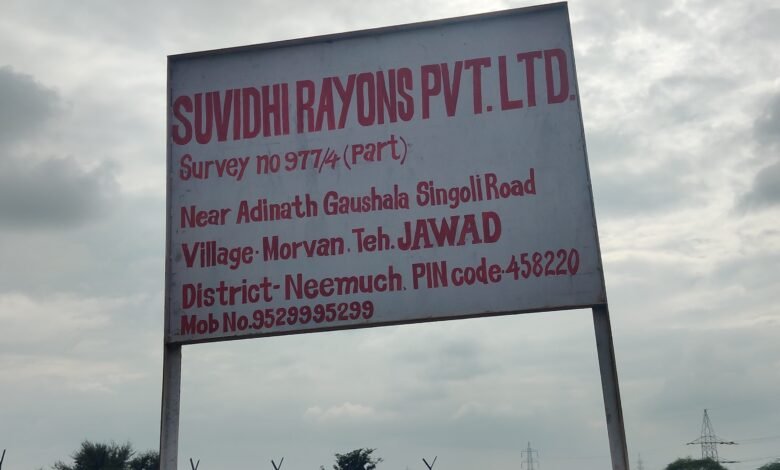 SUVIDHI RAYONS PVT. LTD.
Survey no 977/4 (Part)
Near Adinath Gaushala Singoli Road
Village-Morvan. Teh. JAWAD
District-Neemuch. PIN code-458220
Mob No.9529995299